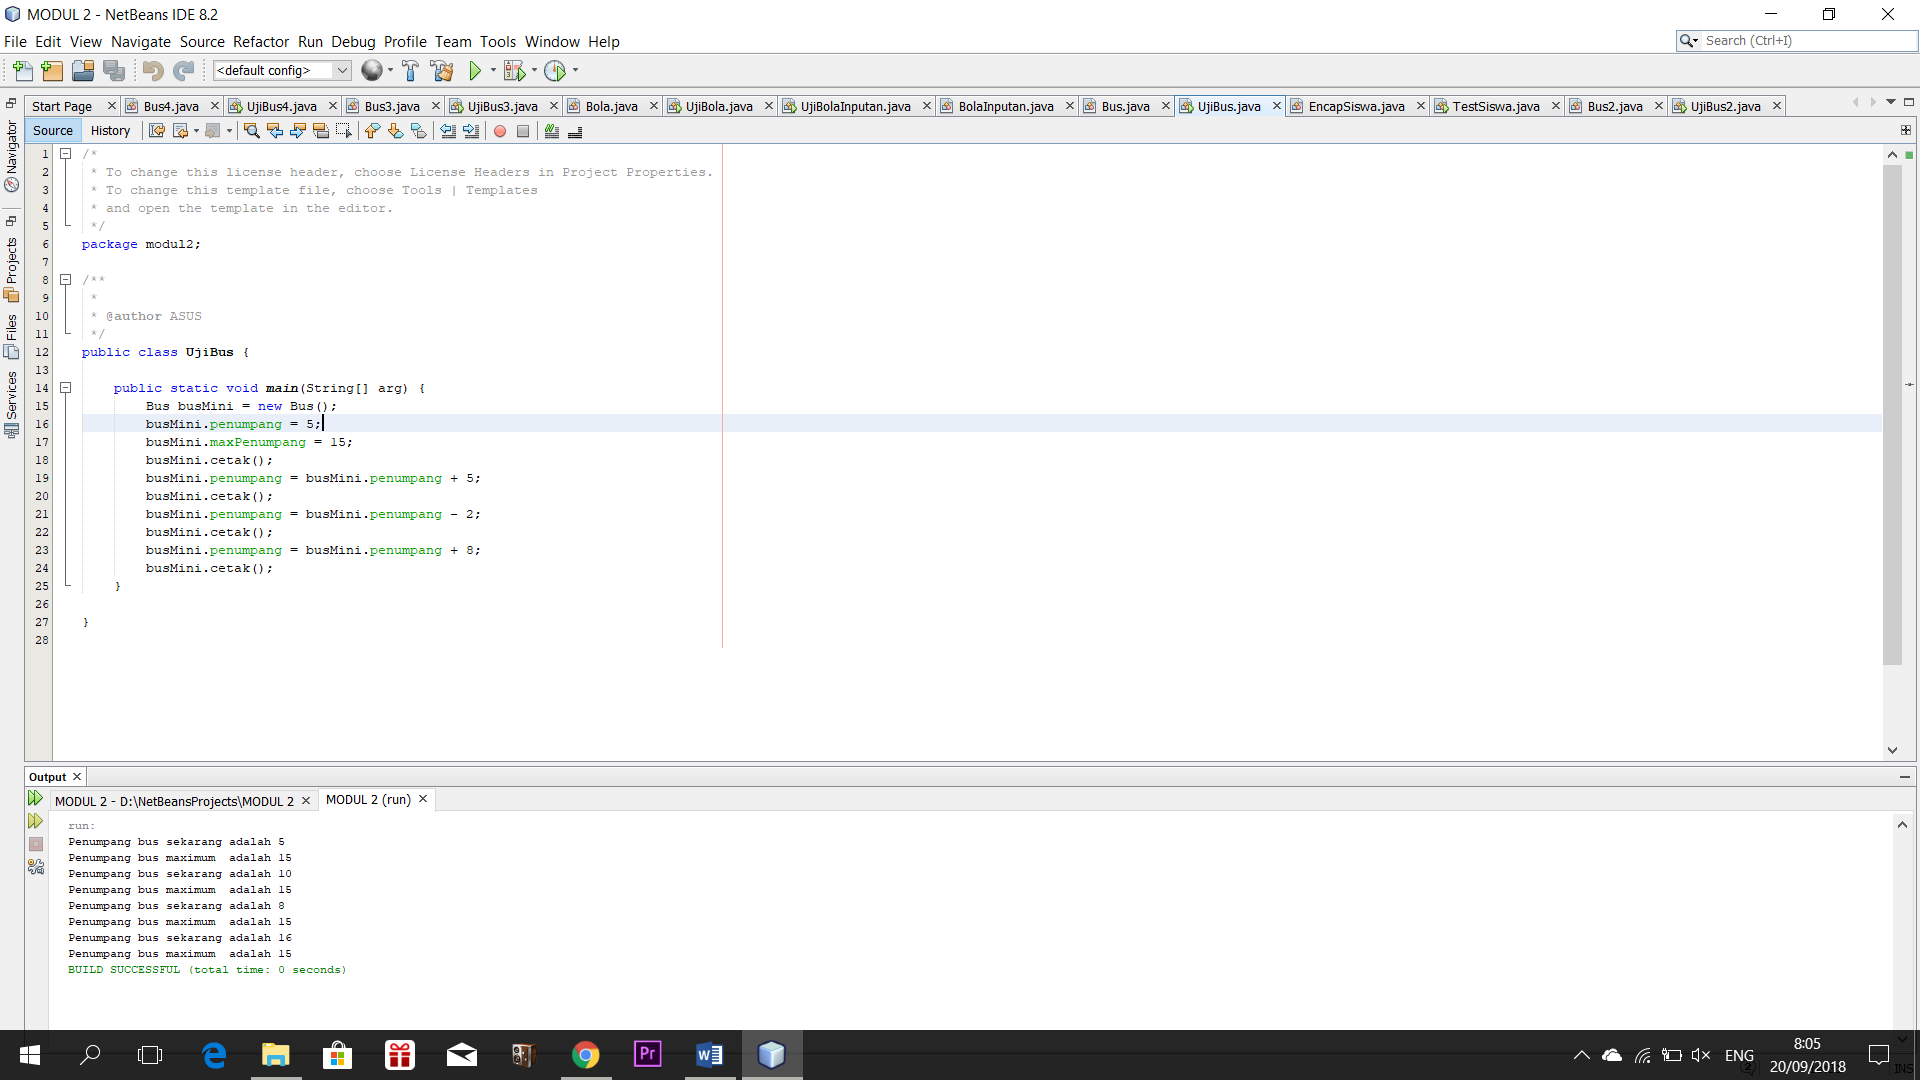 MODUL 2 - NetBeans IDE 8.2
File Edit View Navigate Source Refactor Run Debug Profile Team Tools Window Help
Search (Ctrl+I)
<default config>
Start Page Bus4.java UjiBus4.java Bus3.java UjiBus3.java Bola.java UjiBola.java UjiBolaInputan.java BolaInputan.java Bus.java UjiBus.java EncapSiswa.java TestSiswa.java Bus2.java UjiBus2.java
Source History
Navigator
Projects
Files
Services
1 /*
2 * To change this license header, choose License Headers in Project Properties.
3 * To change this template file, choose Tools | Templates
4 * and open the template in the editor.
5 */
6 package modul2;
7
8 /**
9 *
10 * @author ASUS
11 */
12 public class UjiBus {
13
14 public static void main(String[] arg) {
15 Bus busMini = new Bus();
16 busMini.penumpang = 5;
17 busMini.maxPenumpang = 15;
18 busMini.cetak();
19 busMini.penumpang = busMini.penumpang + 5;
20 busMini.cetak();
21 busMini.penumpang = busMini.penumpang - 2;
22 busMini.cetak();
23 busMini.penumpang = busMini.penumpang + 8;
24 busMini.cetak();
25 }
26
27 }
28
Output
MODUL 2 - D:\NetBeansProjects\MODUL 2 MODUL 2 (run)
run:
Penumpang bus sekarang adalah 5
Penumpang bus maximum  adalah 15
Penumpang bus sekarang adalah 10
Penumpang bus maximum  adalah 15
Penumpang bus sekarang adalah 8
Penumpang bus maximum  adalah 15
Penumpang bus sekarang adalah 16
Penumpang bus maximum  adalah 15
BUILD SUCCESSFUL (total time: 0 seconds)
Pr
ENG
8:05
20/09/2018
2
INS